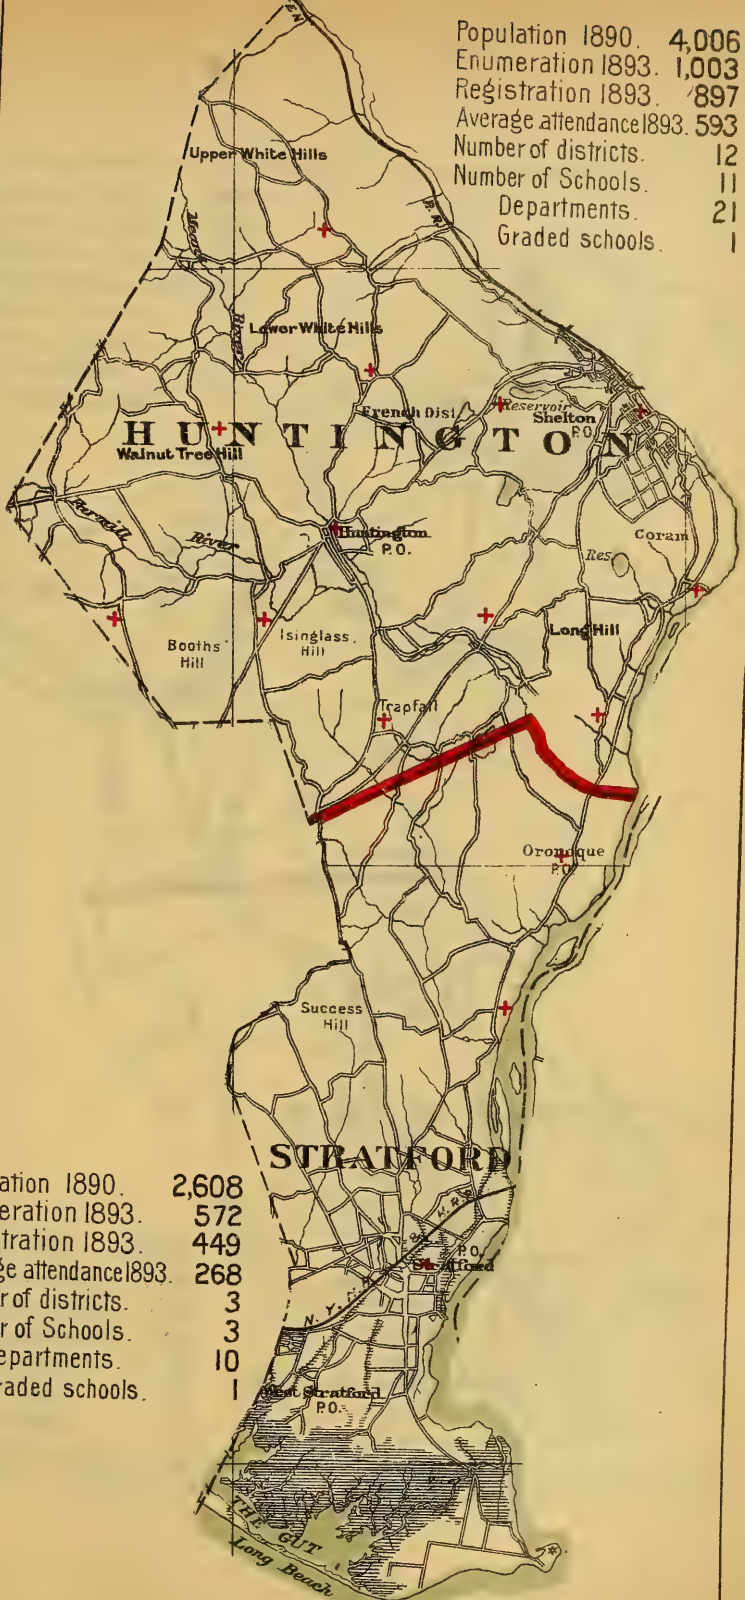 Population 1890. 4,006
Enumeration 1893. 1,003
Registration 1893. 897
Average attendance 1893. 593
Number of districts. 12
Number of Schools. 11
Departments. 21
Graded schools. 1
EN
Upper White Hills
R.R.
River
Lower White Hills
French Dist.
Reservoir
Shelton
P.O.
HUNTINGTON
Walnut Tree Hill
Farmill
River
Huntington
P.O.
Coram
Res.
Booths
Hill
Isinglass
Hill
Long Hill
Trapfall
Oronoque
P.O.
Success
Hill
STRATFORD
ation 1890. 2,608
eration 1893. 572
tration 1893. 449
ge attendance 1893. 268
r of districts. 3
r of Schools. 3
epartments. 10
raded schools. 1
N. Y. & H. R.R.
P.O.
Stratford
West Stratford
P.O.
THE GUT
Long Beach